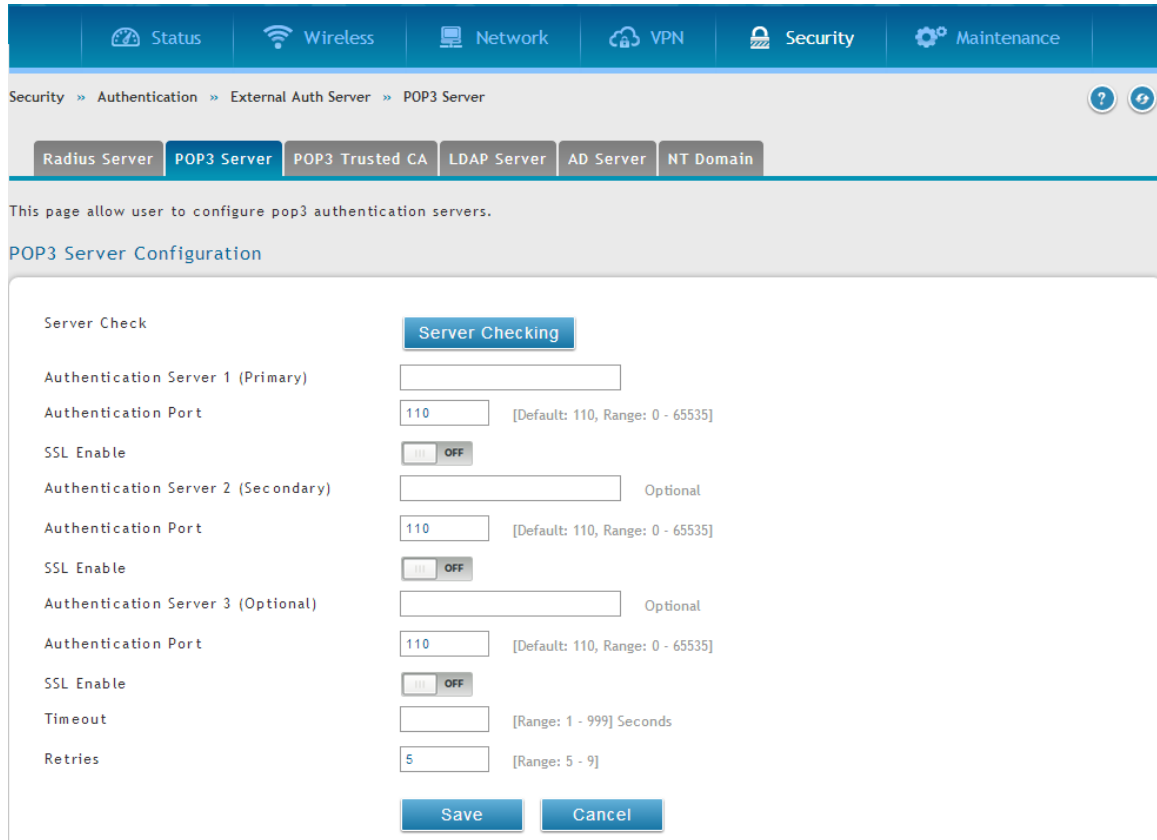 Status Wireless Network VPN Security Maintenance
Security » Authentication » External Auth Server » POP3 Server ?
Radius Server POP3 Server POP3 Trusted CA LDAP Server AD Server NT Domain
This page allow user to configure pop3 authentication servers.
POP3 Server Configuration
Server Check Server Checking
Authentication Server 1 (Primary)
Authentication Port 110 [Default: 110, Range: 0 - 65535]
SSL Enable OFF
Authentication Server 2 (Secondary) Optional
Authentication Port 110 [Default: 110, Range: 0 - 65535]
SSL Enable OFF
Authentication Server 3 (Optional) Optional
Authentication Port 110 [Default: 110, Range: 0 - 65535]
SSL Enable OFF
Timeout [Range: 1 - 999] Seconds
Retries 5 [Range: 5 - 9]
Save Cancel